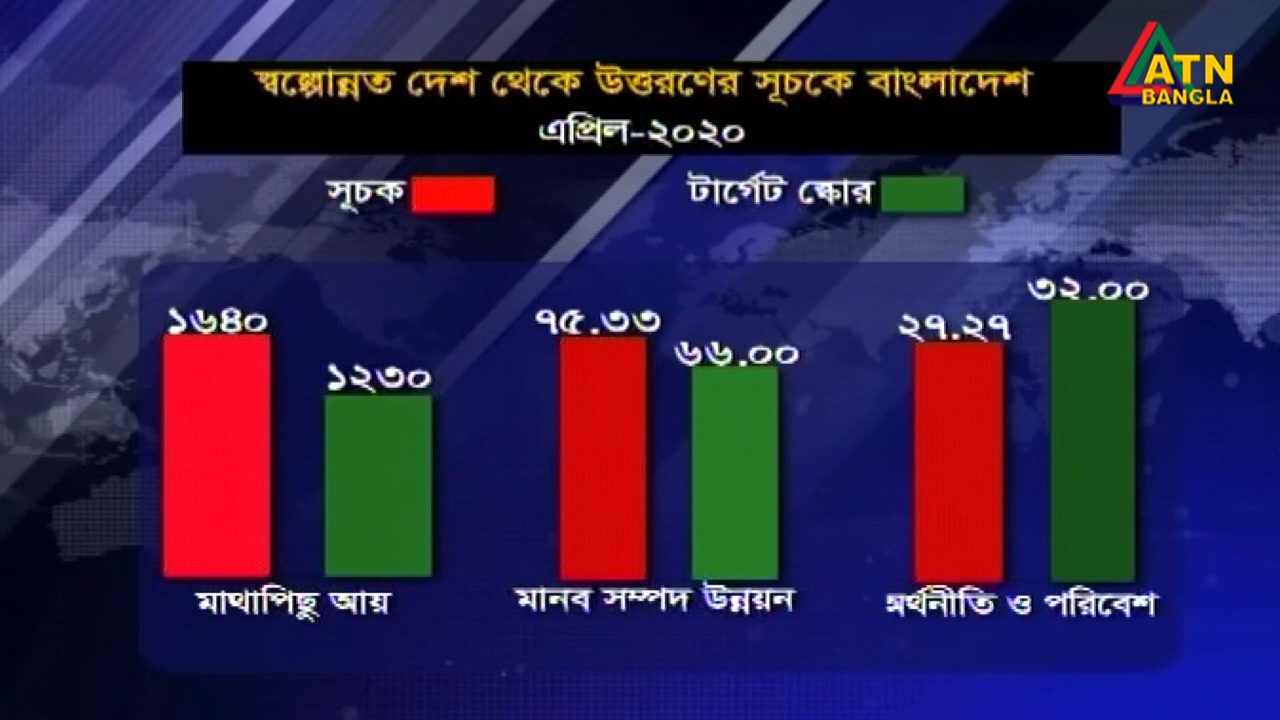 স্বল্পোন্নত দেশ থেকে উত্তরণের সূচকে বাংলাদেশ
এপ্রিল-২০২০
ATN
BANGLA
সূচক
টার্গেট স্কোর
১৬৪০
১২৩০
৭৫.৩৩
৬৬.০০
২৭.২৭
৩২.০০
মাথাপিছু আয়
মানব সম্পদ উন্নয়ন
অর্থনীতি ও পরিবেশ